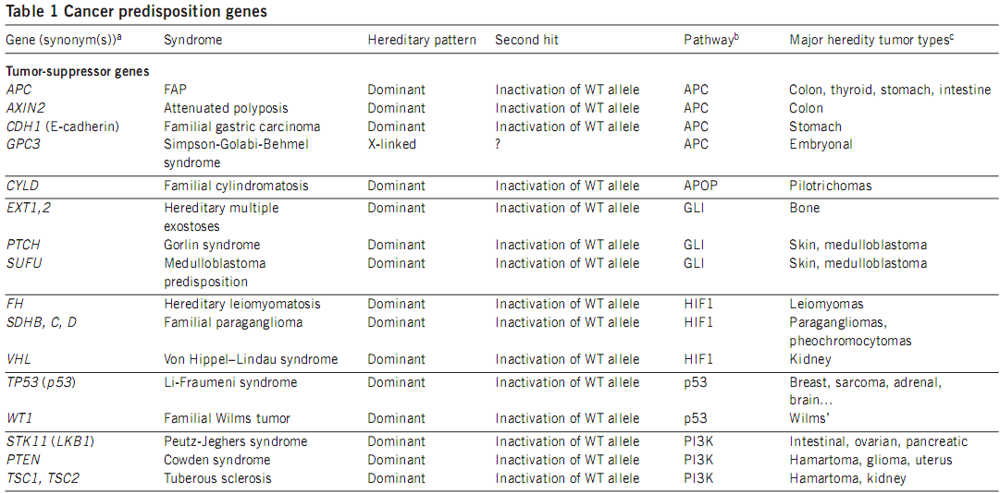 Table 1 Cancer predisposition genes
Gene (synonym(s))a Syndrome Hereditary pattern Second hit Pathwayb Major heredity tumor typesc
Tumor-suppressor genes
APC FAP Dominant Inactivation of WT allele APC Colon, thyroid, stomach, intestine
AXIN2 Attenuated polyposis Dominant Inactivation of WT allele APC Colon
CDH1 (E-cadherin) Familial gastric carcinoma Dominant Inactivation of WT allele APC Stomach
GPC3 Simpson-Golabi-Behmel X-linked ? APC Embryonal
syndrome
CYLD Familial cylindromatosis Dominant Inactivation of WT allele APOP Pilotrichomas
EXT1,2 Hereditary multiple Dominant Inactivation of WT allele GLI Bone
exostoses
PTCH Gorlin syndrome Dominant Inactivation of WT allele GLI Skin, medulloblastoma
SUFU Medulloblastoma Dominant Inactivation of WT allele GLI Skin, medulloblastoma
predisposition
FH Hereditary leiomyomatosis Dominant Inactivation of WT allele HIF1 Leiomyomas
SDHB, C, D Familial paraganglioma Dominant Inactivation of WT allele HIF1 Paragangliomas,
pheochromocytomas
VHL Von Hippel–Lindau syndrome Dominant Inactivation of WT allele HIF1 Kidney
TP53 (p53) Li-Fraumeni syndrome Dominant Inactivation of WT allele p53 Breast, sarcoma, adrenal,
brain…
WT1 Familial Wilms tumor Dominant Inactivation of WT allele p53 Wilms’
STK11 (LKB1) Peutz-Jeghers syndrome Dominant Inactivation of WT allele PI3K Intestinal, ovarian, pancreatic
PTEN Cowden syndrome Dominant Inactivation of WT allele PI3K Hamartoma, glioma, uterus
TSC1, TSC2 Tuberous sclerosis Dominant Inactivation of WT allele PI3K Hamartoma, kidney